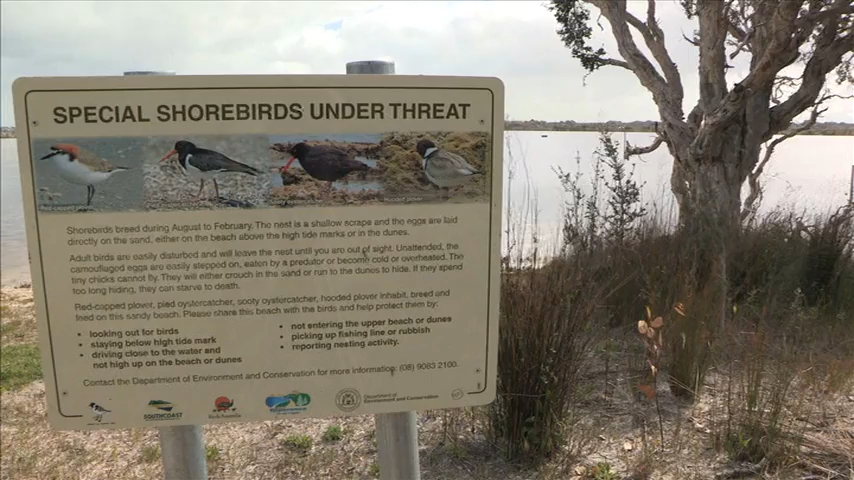 SPECIAL SHOREBIRDS UNDER THREAT
Hooded plover
Shorebirds breed during August to February. The nest is a shallow scrape and the eggs are laid
directly on the sand, either on the beach above the high tide marks or in the dunes.
Adult birds are easily disturbed and will leave the nest until you are out of sight. Unattended, the
camouflaged eggs are easily stepped on, eaten by a predator or become cold or overheated. The
tiny chicks cannot fly. They will either crouch in the sand or run to the dunes to hide. If they spend
too long hiding, they can starve to death.
Red-capped plover, pied oystercatcher, sooty oystercatcher, hooded plover inhabit, breed and
feed on this sandy beach. Please share this beach with the birds and help protect them by:
• looking out for birds
• staying below high tide mark
• driving close to the water and
not high up on the beach or dunes
• not entering the upper beach or dunes
• picking up fishing line or rubbish
• reporting nesting activity.
Contact the Department of Environment and Conservation for more information: (08) 9083 2100.
SOUTHCOAST
Birds Australia
Department of
Environment and Conservation